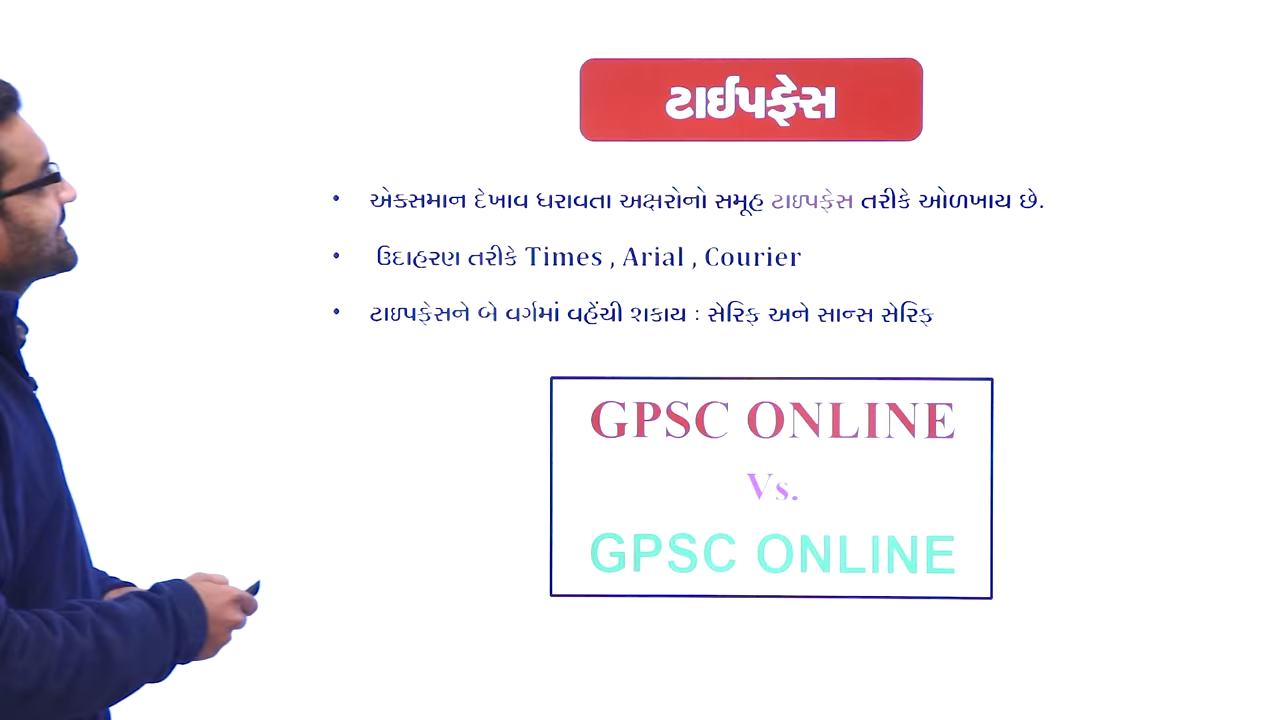 ટાઈપફેસ
• એકસમાન દેખાવ ધરાવતા અક્ષરોનો સમૂહ ટાઇપફેસ તરીકે ઓળખાય છે.
• ઉદાહરણ તરીકે Times , Arial , Courier
• ટાઇપફેસને બે વર્ગમાં વહેંચી શકાય : સેરિફ અને સાન્સ સેરિફ
GPSC ONLINE
Vs.
GPSC ONLINE